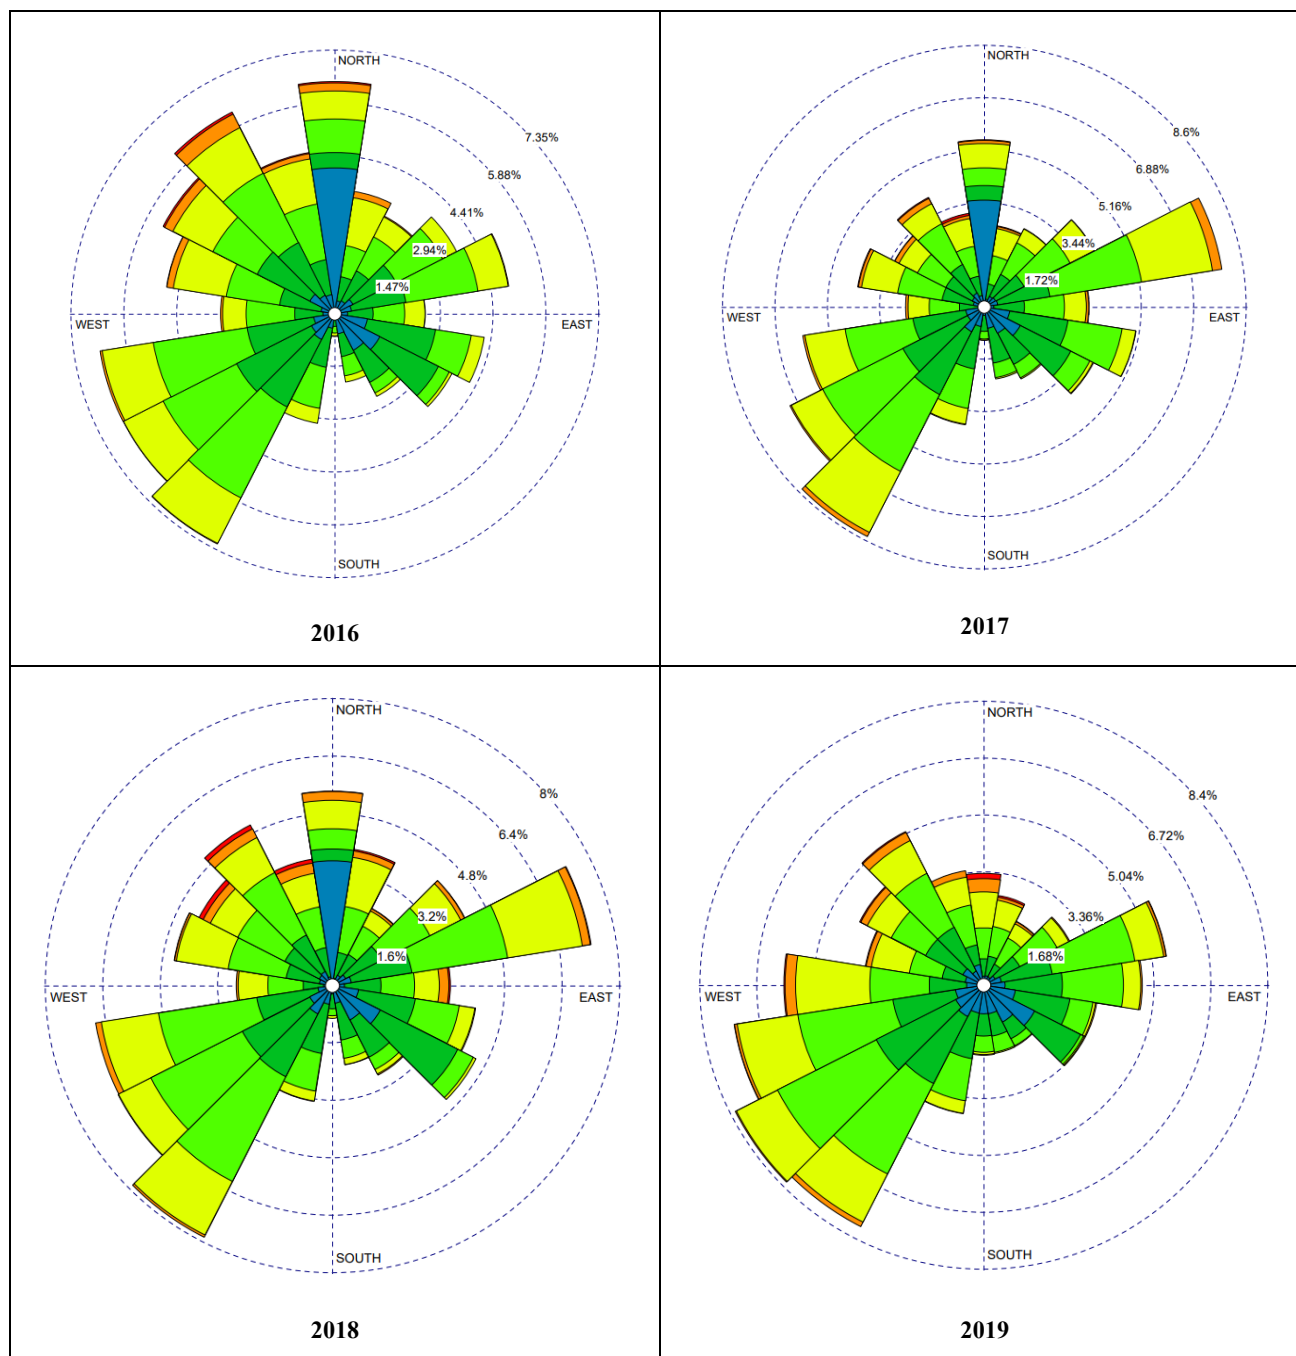 NORTH
7.35%
5.88%
4.41%
2.94%
1.47%
WEST
EAST
SOUTH
2016
NORTH
8.6%
6.88%
5.16%
3.44%
1.72%
WEST
EAST
SOUTH
2017
NORTH
8%
6.4%
4.8%
3.2%
1.6%
WEST
EAST
SOUTH
2018
NORTH
8.4%
6.72%
5.04%
3.36%
1.68%
WEST
EAST
SOUTH
2019